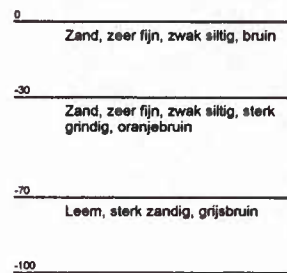 0
Zand, zeer fijn, zwak siltig, bruin
-30
Zand, zeer fijn, zwak siltig, sterk
grindig, oranjebruin
-70
Leem, sterk zandig, grijsbruin
-100